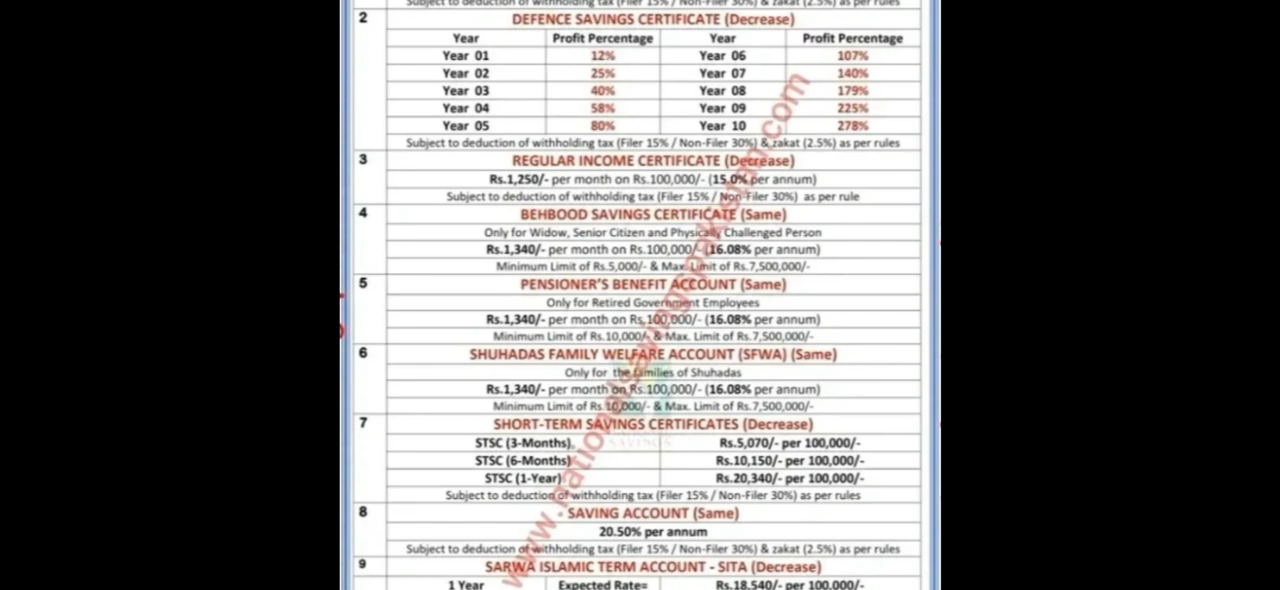 Subject to deduction of withholding tax (Filer 15% / Non-Filer 30%) & zakat (2.5%) as per rules
2 DEFENCE SAVINGS CERTIFICATE (Decrease)
Year Profit Percentage Year Profit Percentage
Year 01 12% Year 06 107%
Year 02 25% Year 07 140%
Year 03 40% Year 08 179%
Year 04 58% Year 09 225%
Year 05 80% Year 10 278%
Subject to deduction of withholding tax (Filer 15% / Non-Filer 30%) & zakat (2.5%) as per rules
3 REGULAR INCOME CERTIFICATE (Decrease)
Rs.1,250/- per month on Rs.100,000/- (15.0% per annum)
Subject to deduction of withholding tax (Filer 15% / Non-Filer 30%) as per rule
4 BEHBOOD SAVINGS CERTIFICATE (Same)
Only for Widow, Senior Citizen and Physically Challenged Person
Rs.1,340/- per month on Rs.100,000/- (16.08% per annum)
Minimum Limit of Rs.5,000/- & Max. Limit of Rs.7,500,000/-
5 PENSIONER'S BENEFIT ACCOUNT (Same)
Only for Retired Government Employees
Rs.1,340/- per month on Rs.100,000/- (16.08% per annum)
Minimum Limit of Rs.10,000/- & Max. Limit of Rs.7,500,000/-
6 SHUHADAS FAMILY WELFARE ACCOUNT (SFWA) (Same)
Only for the families of Shuhadas
Rs.1,340/- per month on Rs.100,000/- (16.08% per annum)
Minimum Limit of Rs.10,000/- & Max. Limit of Rs.7,500,000/-
7 SHORT-TERM SAVINGS CERTIFICATES (Decrease)
STSC (3-Months) Rs.5,070/- per 100,000/-
STSC (6-Months) Rs.10,150/- per 100,000/-
STSC (1-Year) Rs.20,340/- per 100,000/-
Subject to deduction of withholding tax (Filer 15% / Non-Filer 30%) as per rules
8 SAVING ACCOUNT (Same)
20.50% per annum
Subject to deduction of withholding tax (Filer 15% / Non-Filer 30%) & zakat (2.5%) as per rules
9 SARWA ISLAMIC TERM ACCOUNT - SITA (Decrease)
1 Year Expected Rate= Rs.18,540/- per 100,000/-
www.nationalsavingspakistan.com
SAVINGS